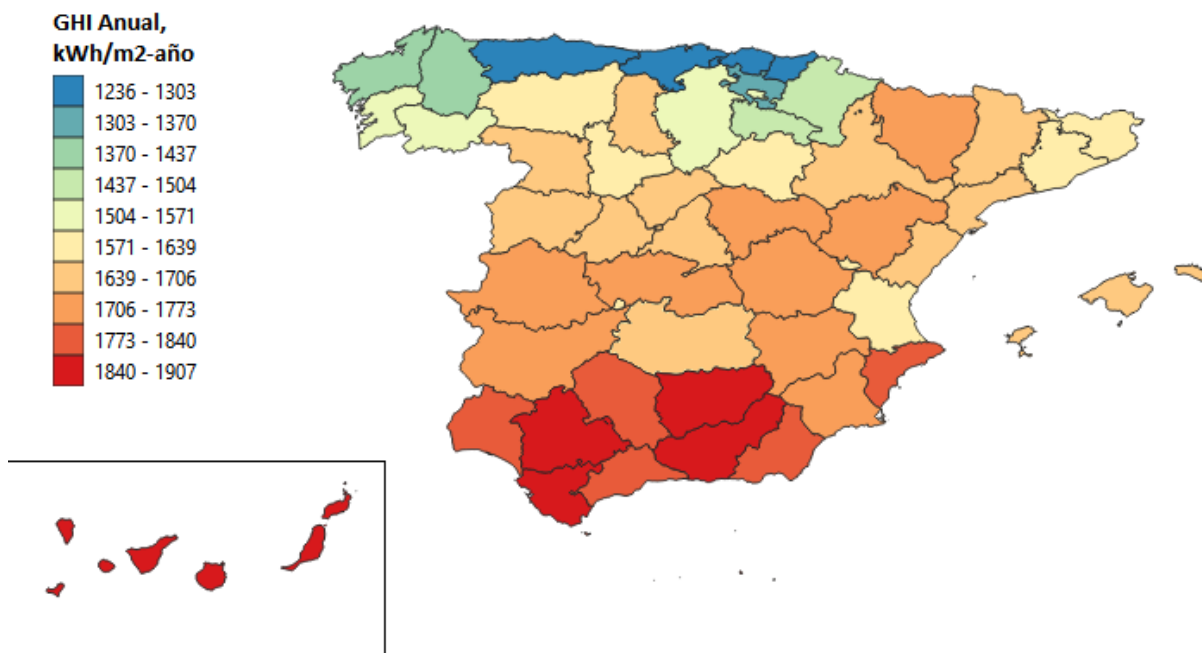 GHI Anual,
kWh/m2-año
1236 - 1303
1303 - 1370
1370 - 1437
1437 - 1504
1504 - 1571
1571 - 1639
1639 - 1706
1706 - 1773
1773 - 1840
1840 - 1907